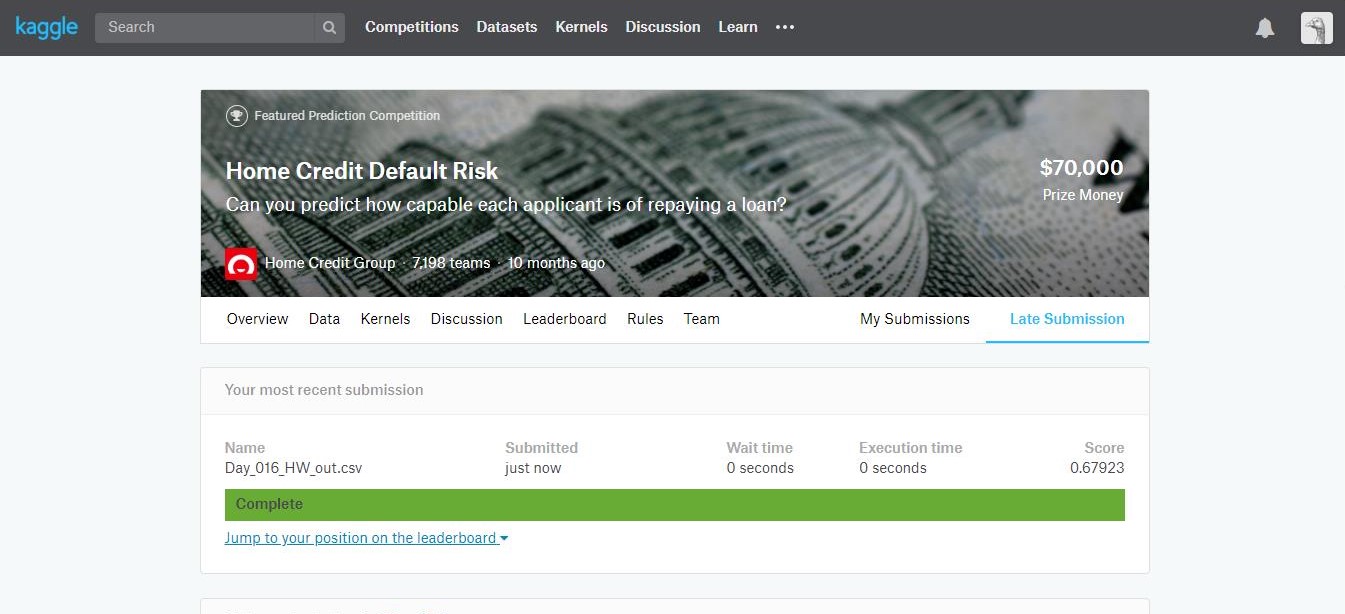 kaggle Search Competitions Datasets Kernels Discussion Learn •••
Featured Prediction Competition
Home Credit Default Risk
$70,000
Can you predict how capable each applicant is of repaying a loan?
Prize Money
Home Credit Group · 7,198 teams · 10 months ago
Overview Data Kernels Discussion Leaderboard Rules Team My Submissions Late Submission
Your most recent submission
Name Submitted Wait time Execution time Score
Day_016_HW_out.csv just now 0 seconds 0 seconds 0.67923
Complete
Jump to your position on the leaderboard